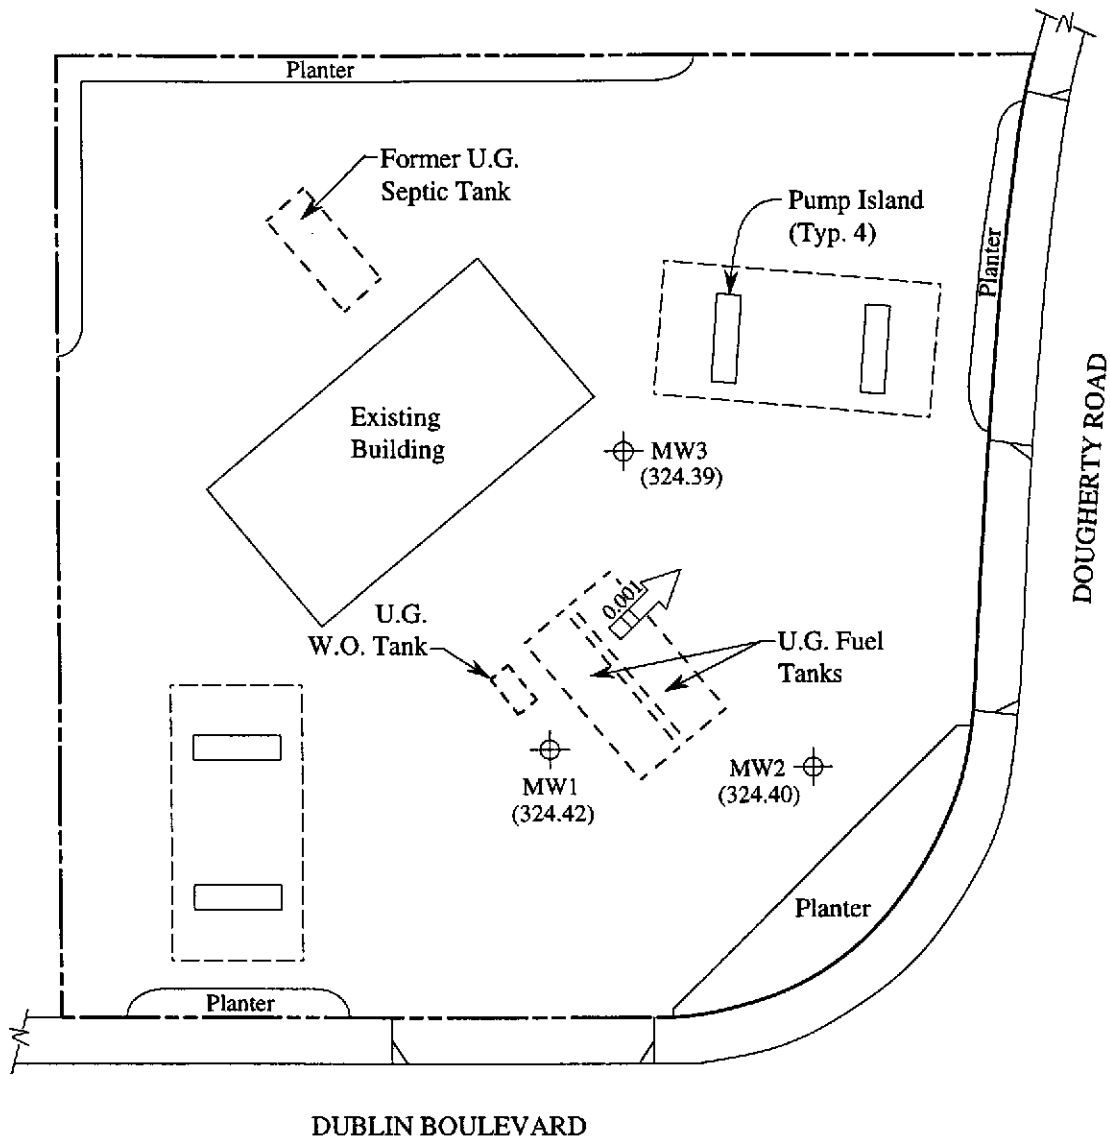 Planter
Former U.G.
Septic Tank
Pump Island
(Typ. 4)
Planter
Existing
Building
MW3
(324.39)
DOUGHERTY ROAD
0.001
U.G.
W.O. Tank
U.G. Fuel
Tanks
MW1
(324.42)
MW2
(324.40)
Planter
Planter
DUBLIN BOULEVARD